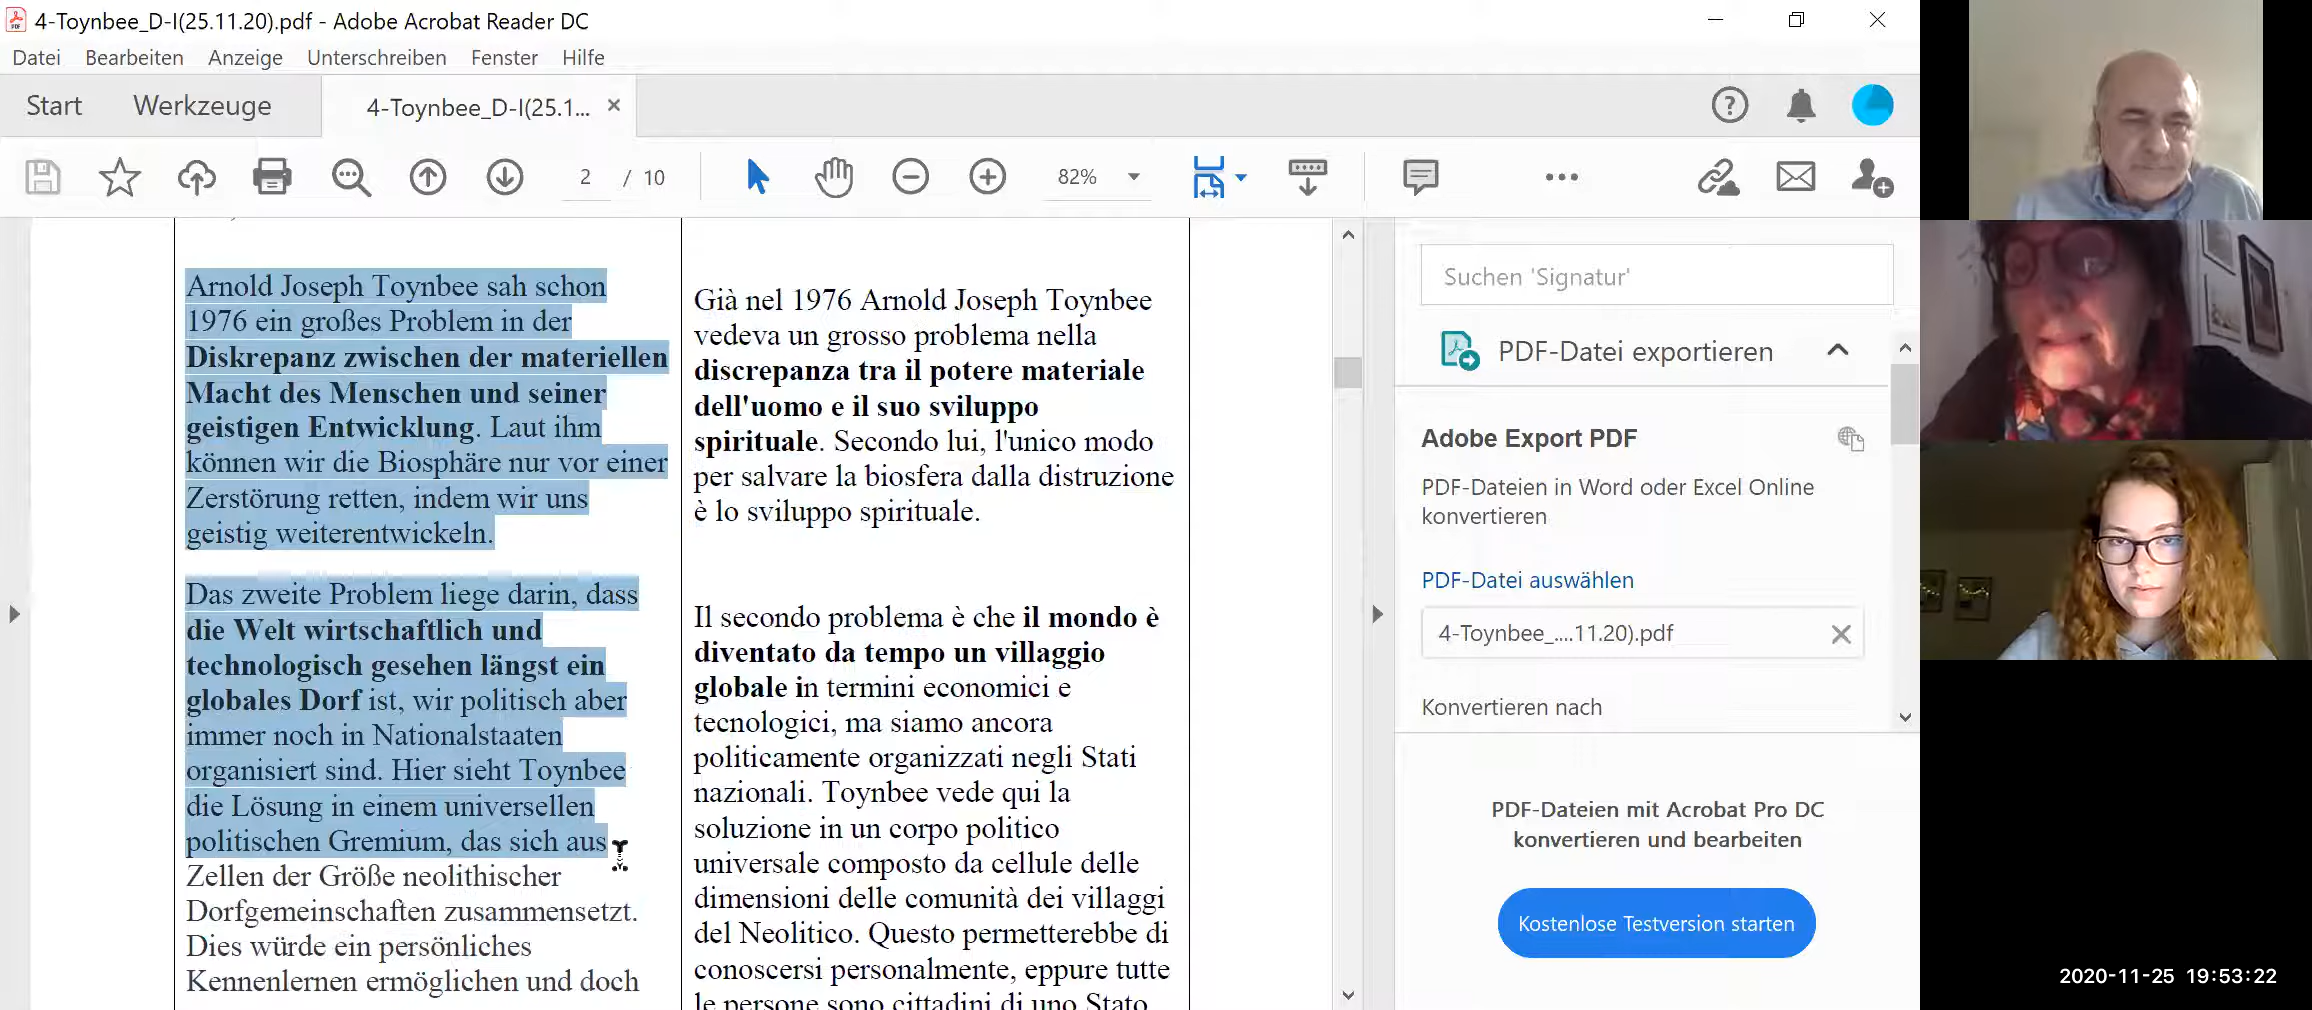 4-Toynbee_D-I(25.11.20).pdf - Adobe Acrobat Reader DC
Datei Bearbeiten Anzeige Unterschreiben Fenster Hilfe
Start Werkzeuge 4-Toynbee_D-I(25.1...
2 / 10 82%
Arnold Joseph Toynbee sah schon
1976 ein großes Problem in der
Diskrepanz zwischen der materiellen
Macht des Menschen und seiner
geistigen Entwicklung. Laut ihm
können wir die Biosphäre nur vor einer
Zerstörung retten, indem wir uns
geistig weiterentwickeln.
Das zweite Problem liege darin, dass
die Welt wirtschaftlich und
technologisch gesehen längst ein
globales Dorf ist, wir politisch aber
immer noch in Nationalstaaten
organisiert sind. Hier sieht Toynbee
die Lösung in einem universellen
politischen Gremium, das sich aus
Zellen der Größe neolithischer
Dorfgemeinschaften zusammensetzt.
Dies würde ein persönliches
Kennenlernen ermöglichen und doch
Già nel 1976 Arnold Joseph Toynbee
vedeva un grosso problema nella
discrepanza tra il potere materiale
dell'uomo e il suo sviluppo
spirituale. Secondo lui, l'unico modo
per salvare la biosfera dalla distruzione
è lo sviluppo spirituale.
Il secondo problema è che il mondo è
diventato da tempo un villaggio
globale in termini economici e
tecnologici, ma siamo ancora
politicamente organizzati negli Stati
nazionali. Toynbee vede qui la
soluzione in un corpo politico
universale composto da cellule delle
dimensioni delle comunità dei villaggi
del Neolitico. Questo permetterebbe di
conoscersi personalmente, eppure tutte
le persone sono cittadini di uno Stato
Suchen 'Signatur'
PDF-Datei exportieren
Adobe Export PDF
PDF-Dateien in Word oder Excel Online
konvertieren
PDF-Datei auswählen
4-Toynbee_....11.20).pdf
Konvertieren nach
PDF-Dateien mit Acrobat Pro DC
konvertieren und bearbeiten
Kostenlose Testversion starten
2020-11-25 19:53:22